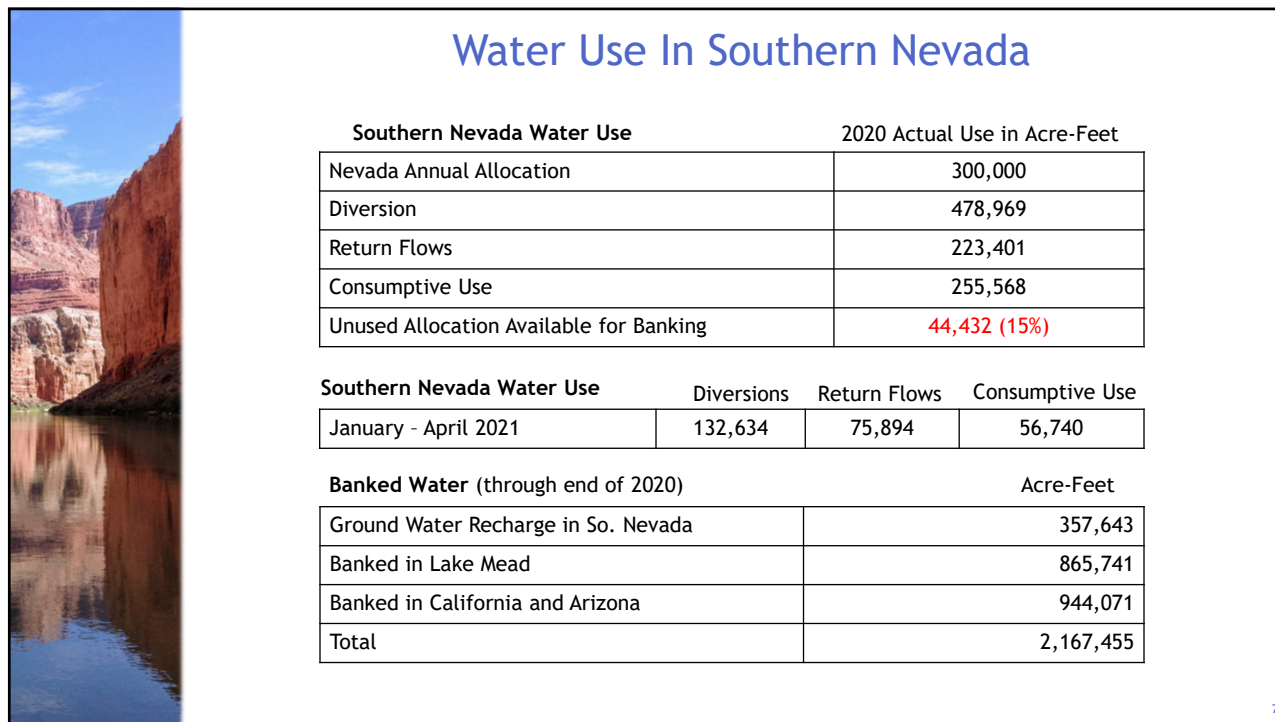 Water Use In Southern Nevada
Southern Nevada Water Use 2020 Actual Use in Acre-Feet
Nevada Annual Allocation 300,000
Diversion 478,969
Return Flows 223,401
Consumptive Use 255,568
Unused Allocation Available for Banking 44,432 (15%)
Southern Nevada Water Use Diversions Return Flows Consumptive Use
January – April 2021 132,634 75,894 56,740
Banked Water (through end of 2020) Acre-Feet
Ground Water Recharge in So. Nevada 357,643
Banked in Lake Mead 865,741
Banked in California and Arizona 944,071
Total 2,167,455
7